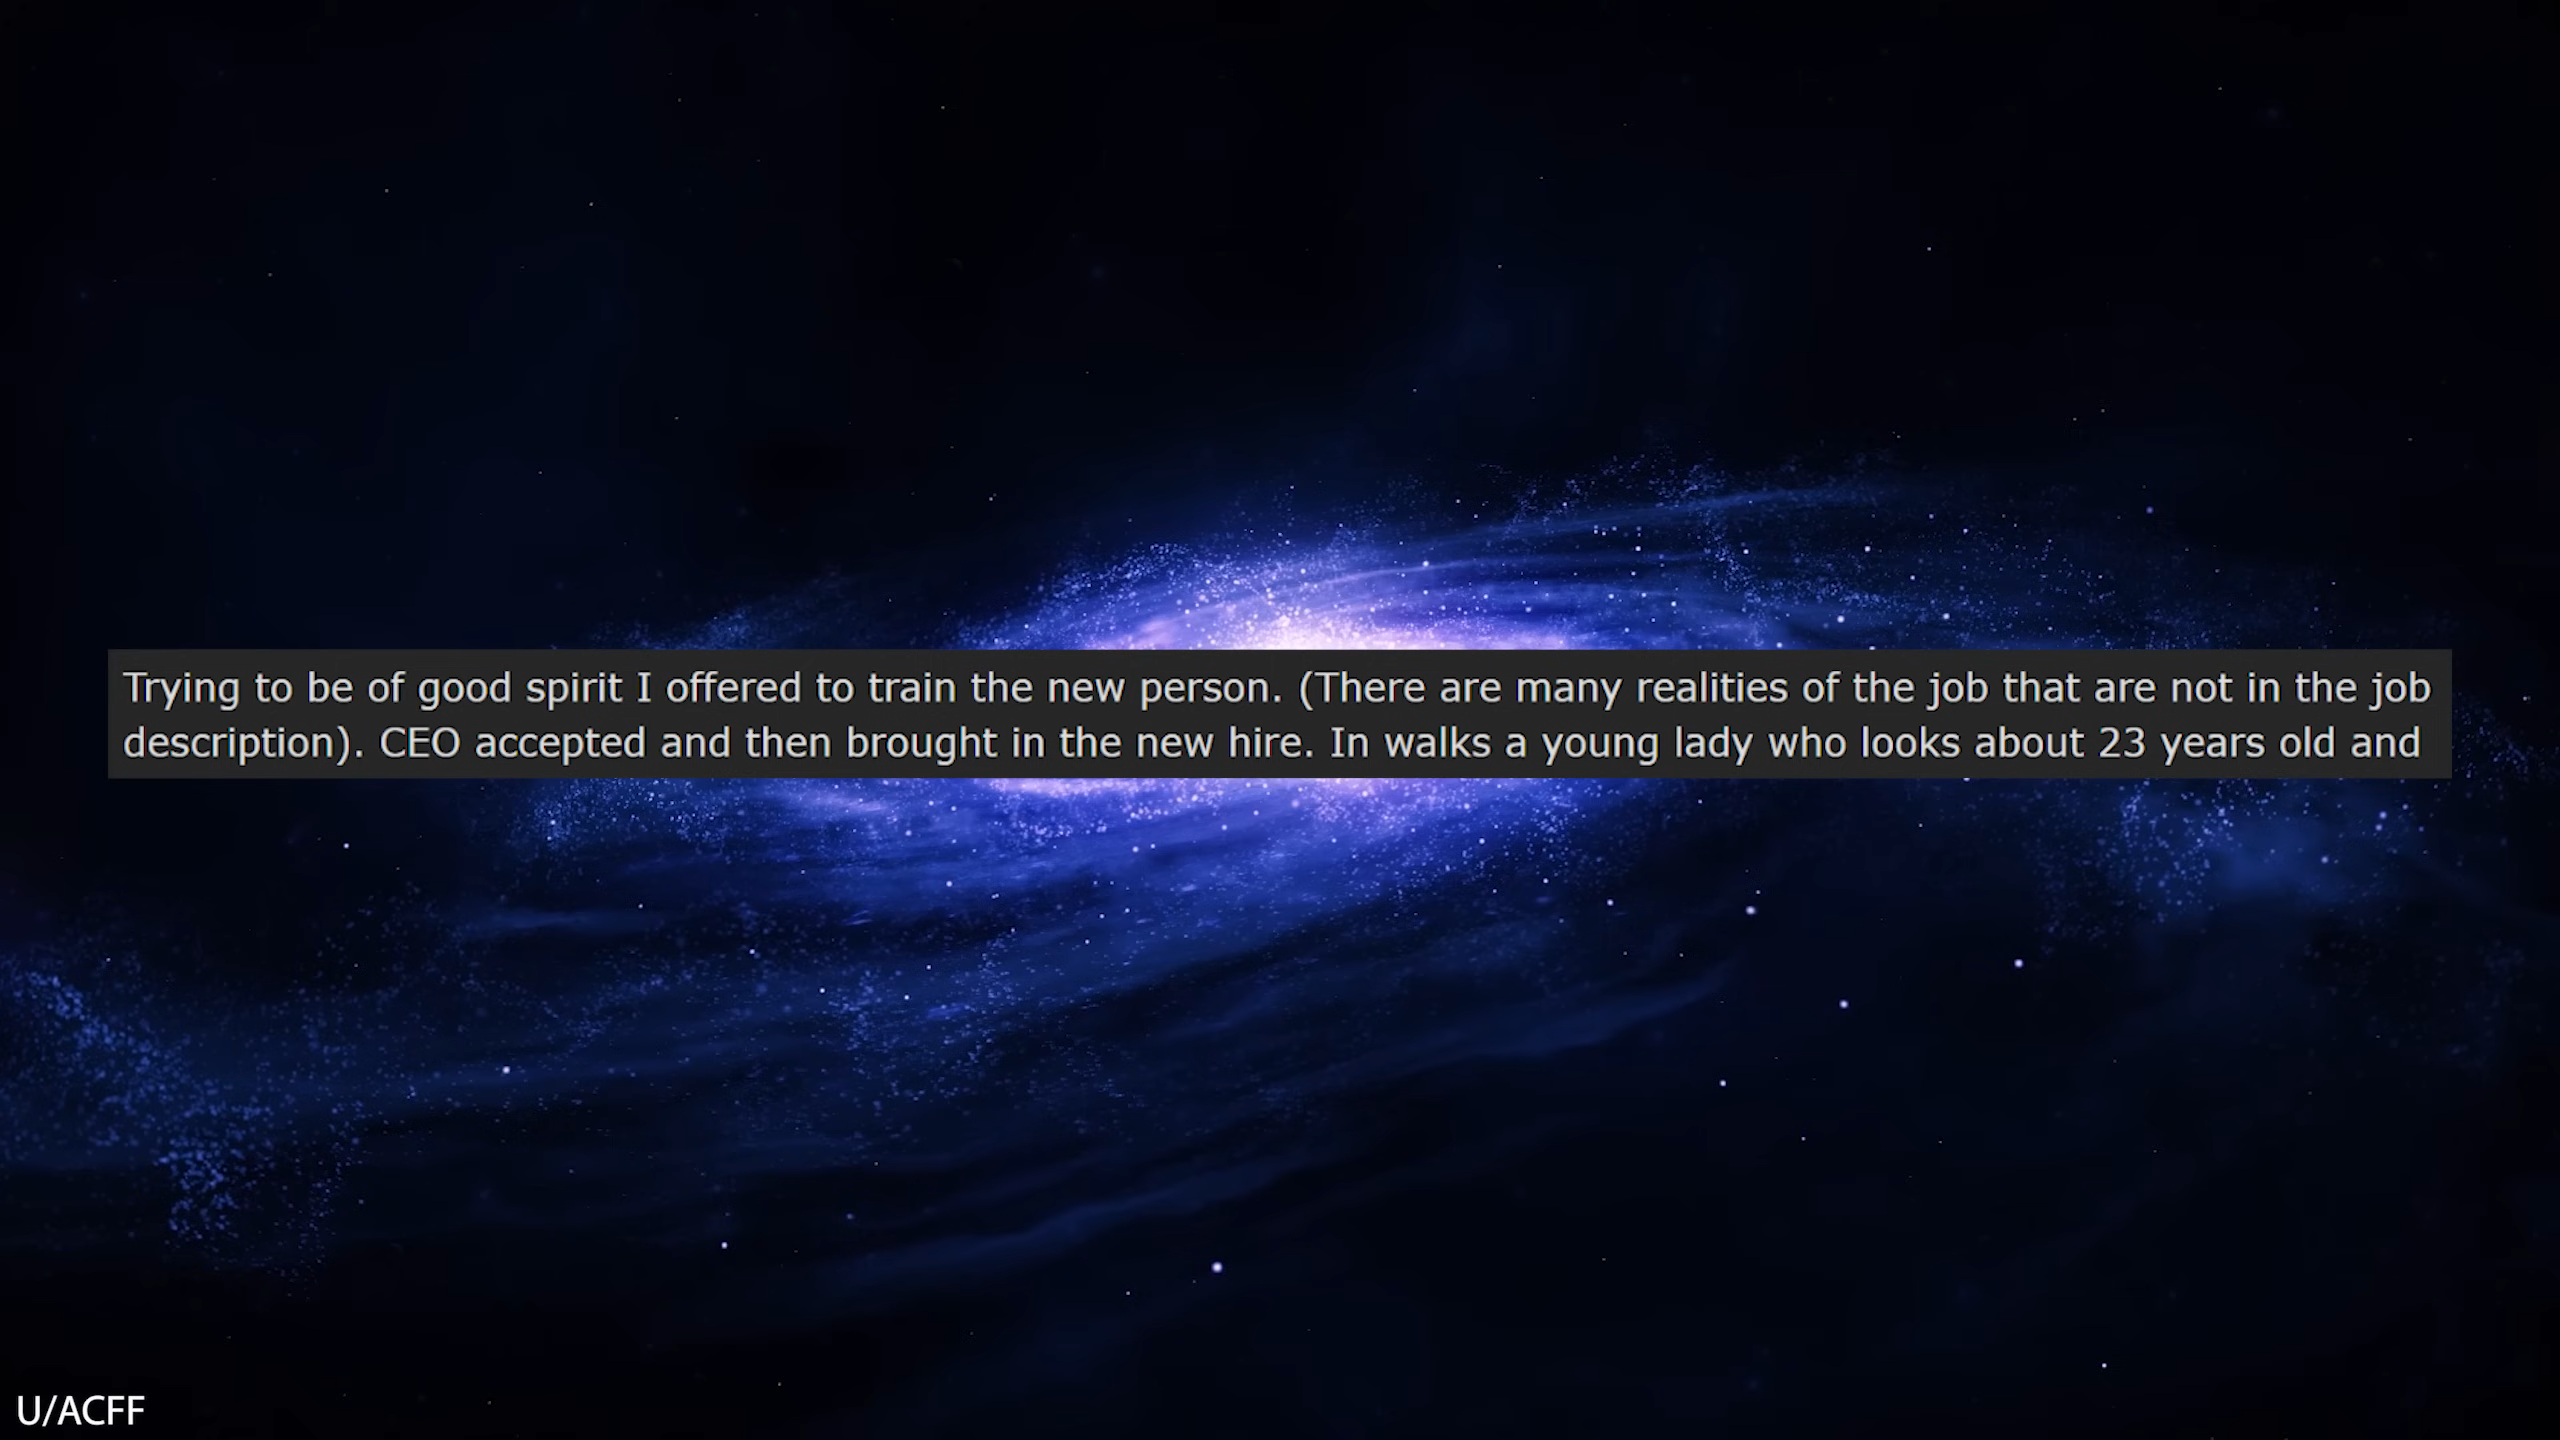 Trying to be of good spirit I offered to train the new person. (There are many realities of the job that are not in the job
description). CEO accepted and then brought in the new hire. In walks a young lady who looks about 23 years old and
U/ACFF